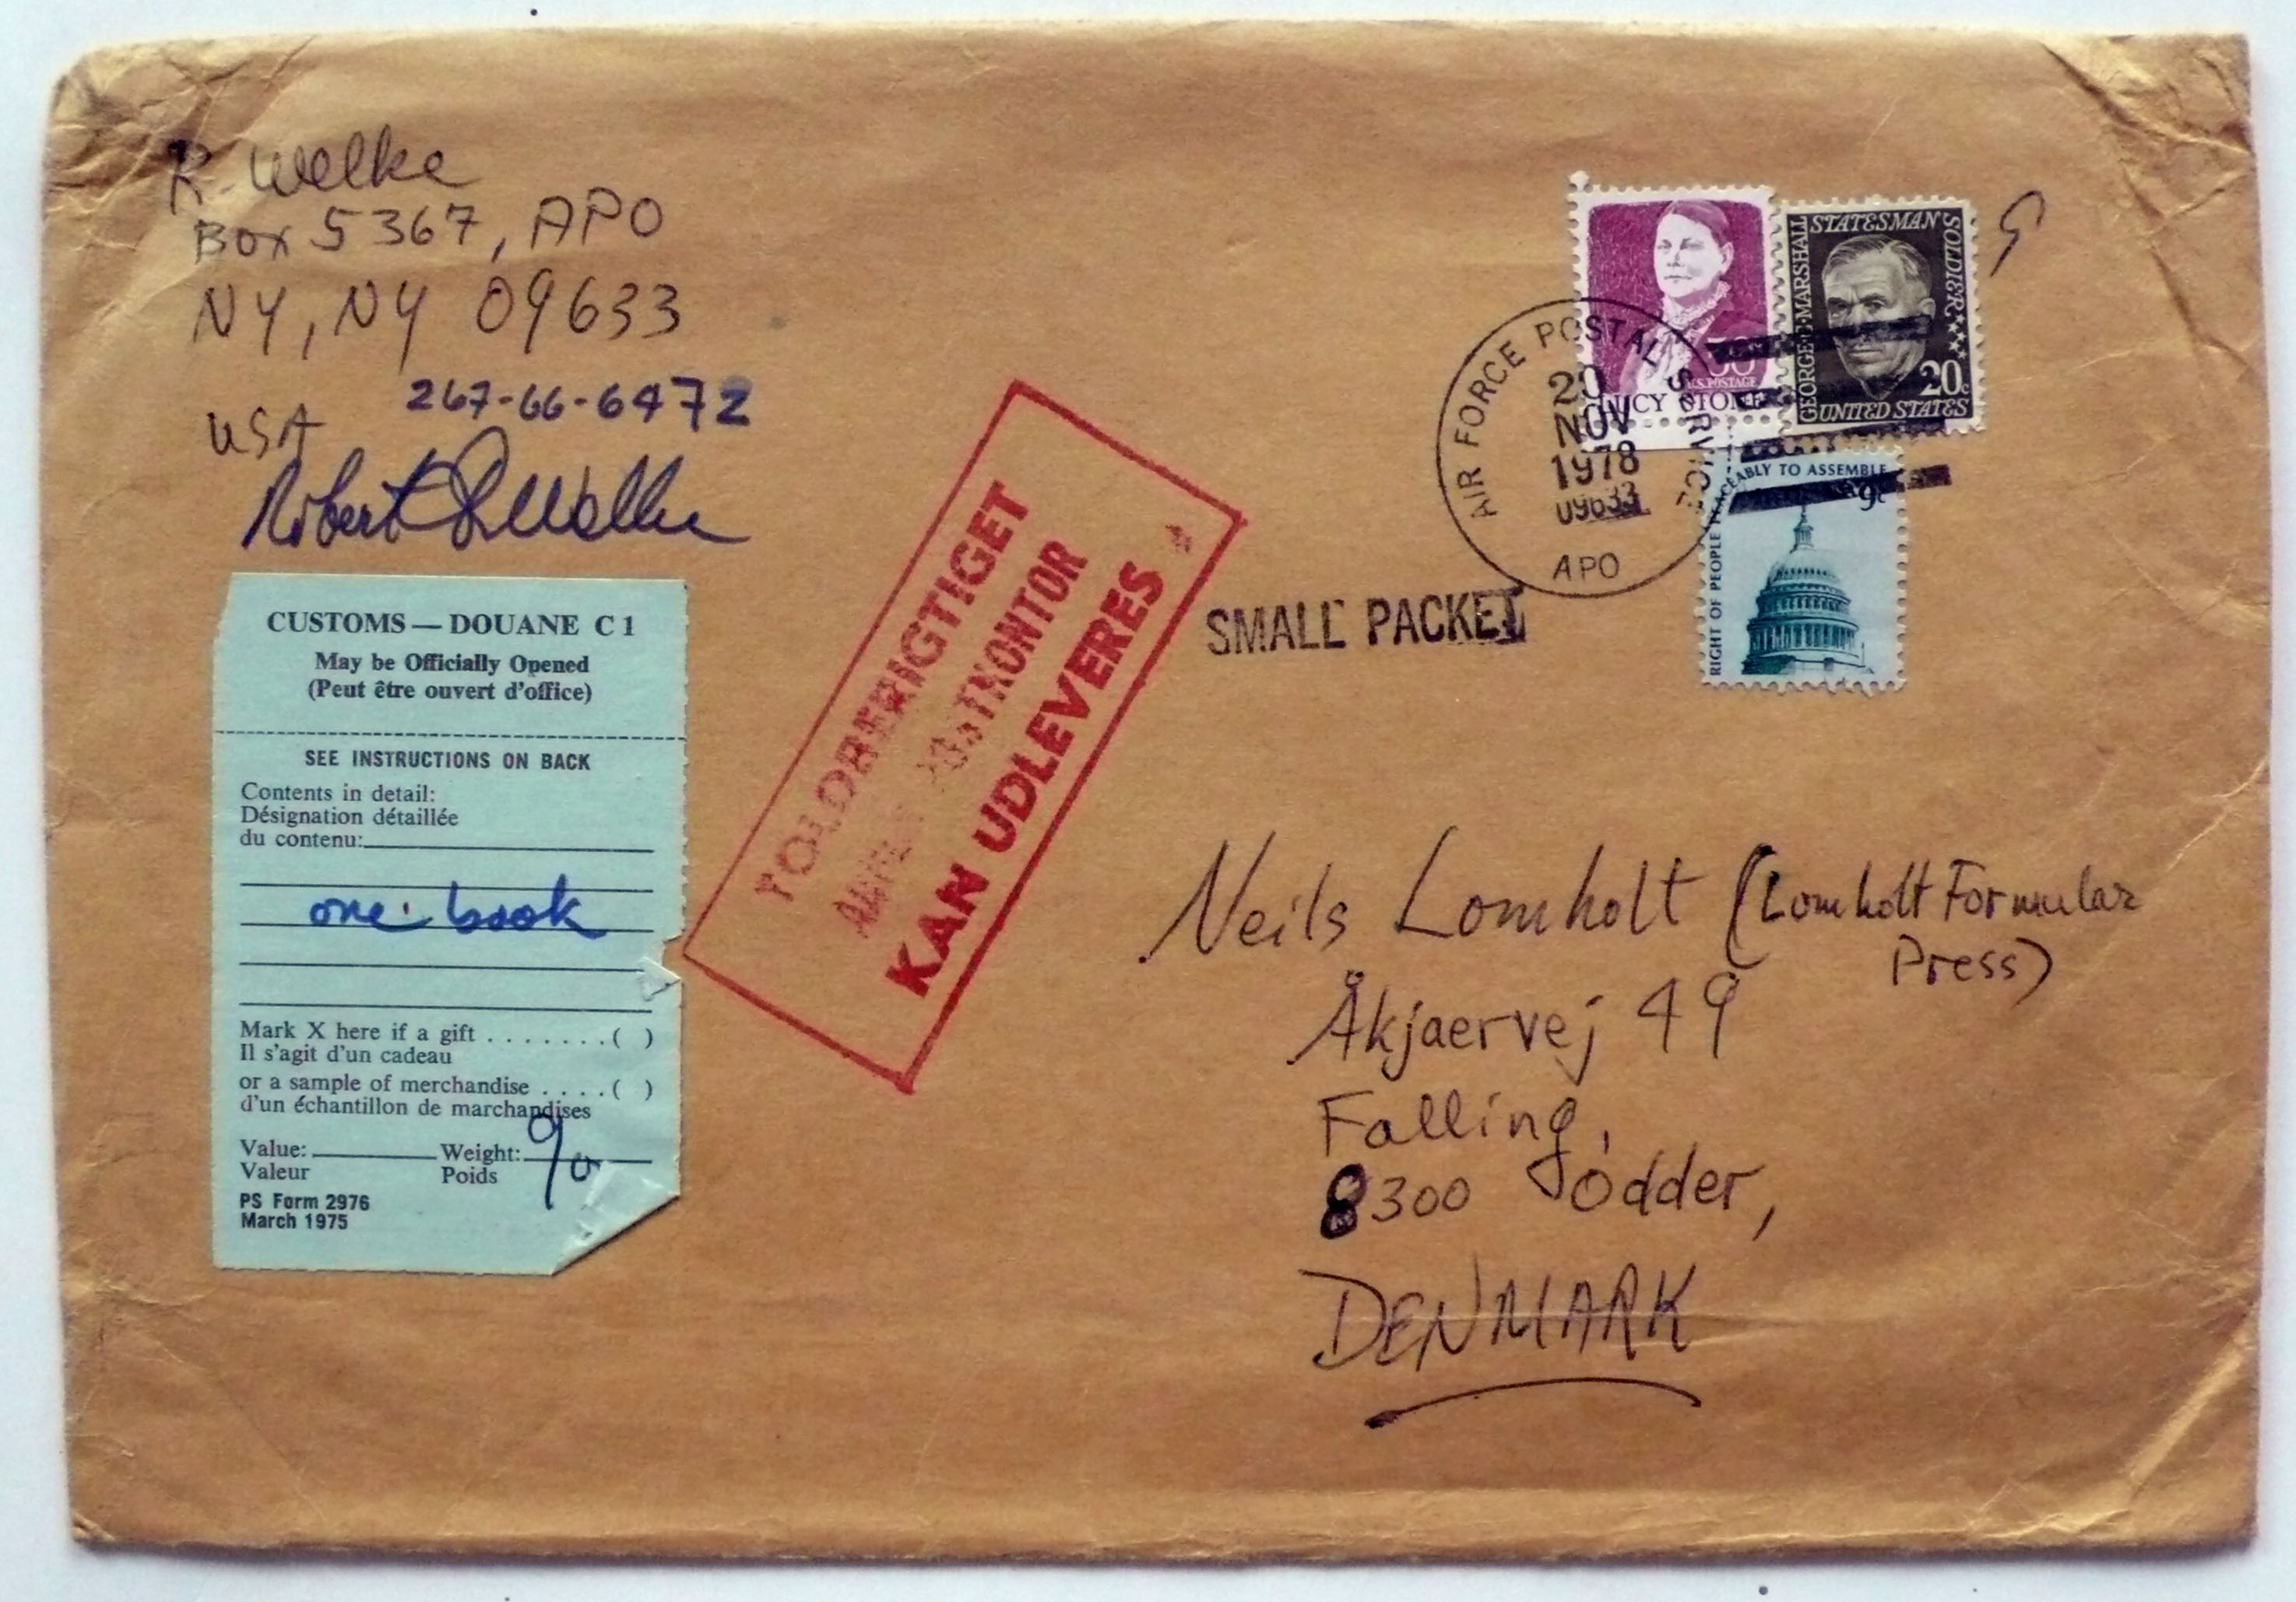 R. Welke
Box 5367, APO
NY, NY 09633
USA
267-66-6472
CUSTOMS — DOUANE C 1
May be Officially Opened
(Peut être ouvert d'office)
SEE INSTRUCTIONS ON BACK
Contents in detail:
Désignation détaillée
du contenu:
one book
Mark X here if a gift . . . . . . . ( )
Il s'agit d'un cadeau
or a sample of merchandise . . . . ( )
d'un échantillon de marchandises
Value: Weight:
Valeur Poids
PS Form 2976
March 1975
TOLDBERIGTIGET
POSTKONTOR
KAN UDLEVERES
SMALL PACKET
AIR FORCE POSTAL SERVICE
20
NOV
1978
09633
APO
U.S. POSTAGE
LUCY STONE
GEORGE C. MARSHALL
STATESMAN SOLDIER
20c
UNITED STATES
RIGHT OF PEOPLE PEACEABLY TO ASSEMBLE
9c
Neils Lomholt (Lomholt Formular
Press)
Åkjaervej 49
Falling,
8300 Odder,
DENMARK